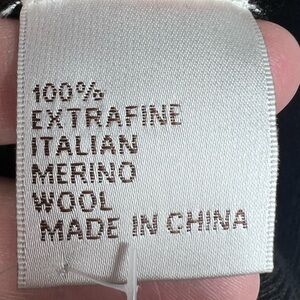 100%
EXTRAFINE
ITALIAN
MERINO
WOOL
MADE IN CHINA